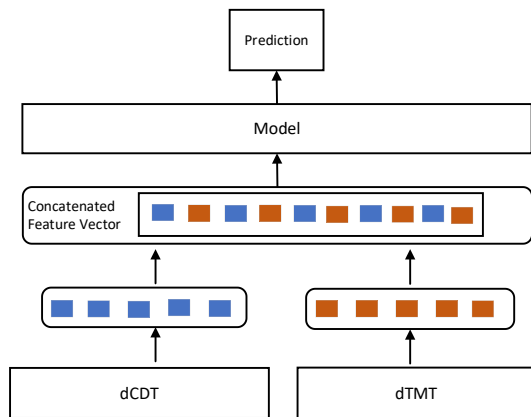 Prediction
Model
Concatenated
Feature Vector
dCDT
dTMT